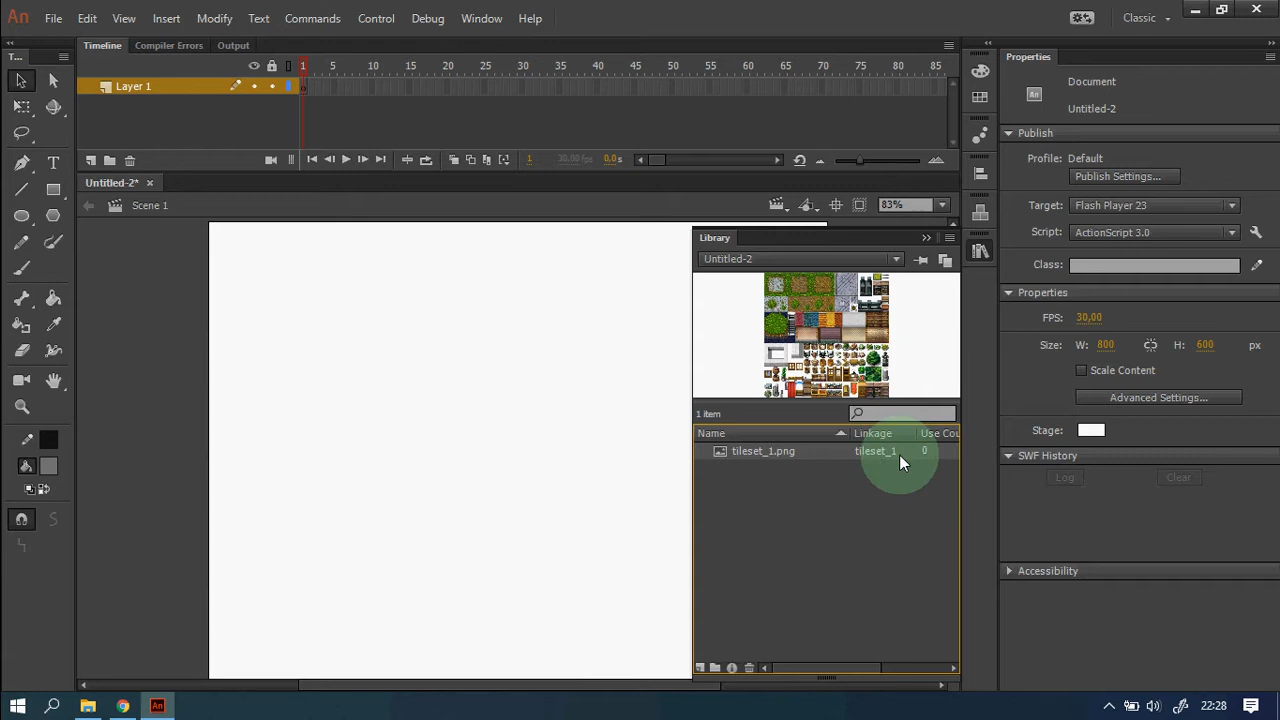 An File Edit View Insert Modify Text Commands Control Debug Window Help Classic
Timeline Compiler Errors Output
1 5 10 15 20 25 30 35 40 45 50 55 60 65 70 75 80 85
Layer 1
1 30,00 fps 0,0 s
Untitled-2*
Scene 1
83%
Library
Untitled-2
1 item
Name Linkage Use Cou
tileset_1.png tileset_1 0
T...
Properties
An Document
Untitled-2
Publish
Profile: Default
Publish Settings...
Target: Flash Player 23
Script: ActionScript 3.0
Class:
Properties
FPS: 30,00
Size: W: 800 H: 600 px
Scale Content
Advanced Settings...
Stage:
SWF History
Log Clear
Accessibility
An
22:28